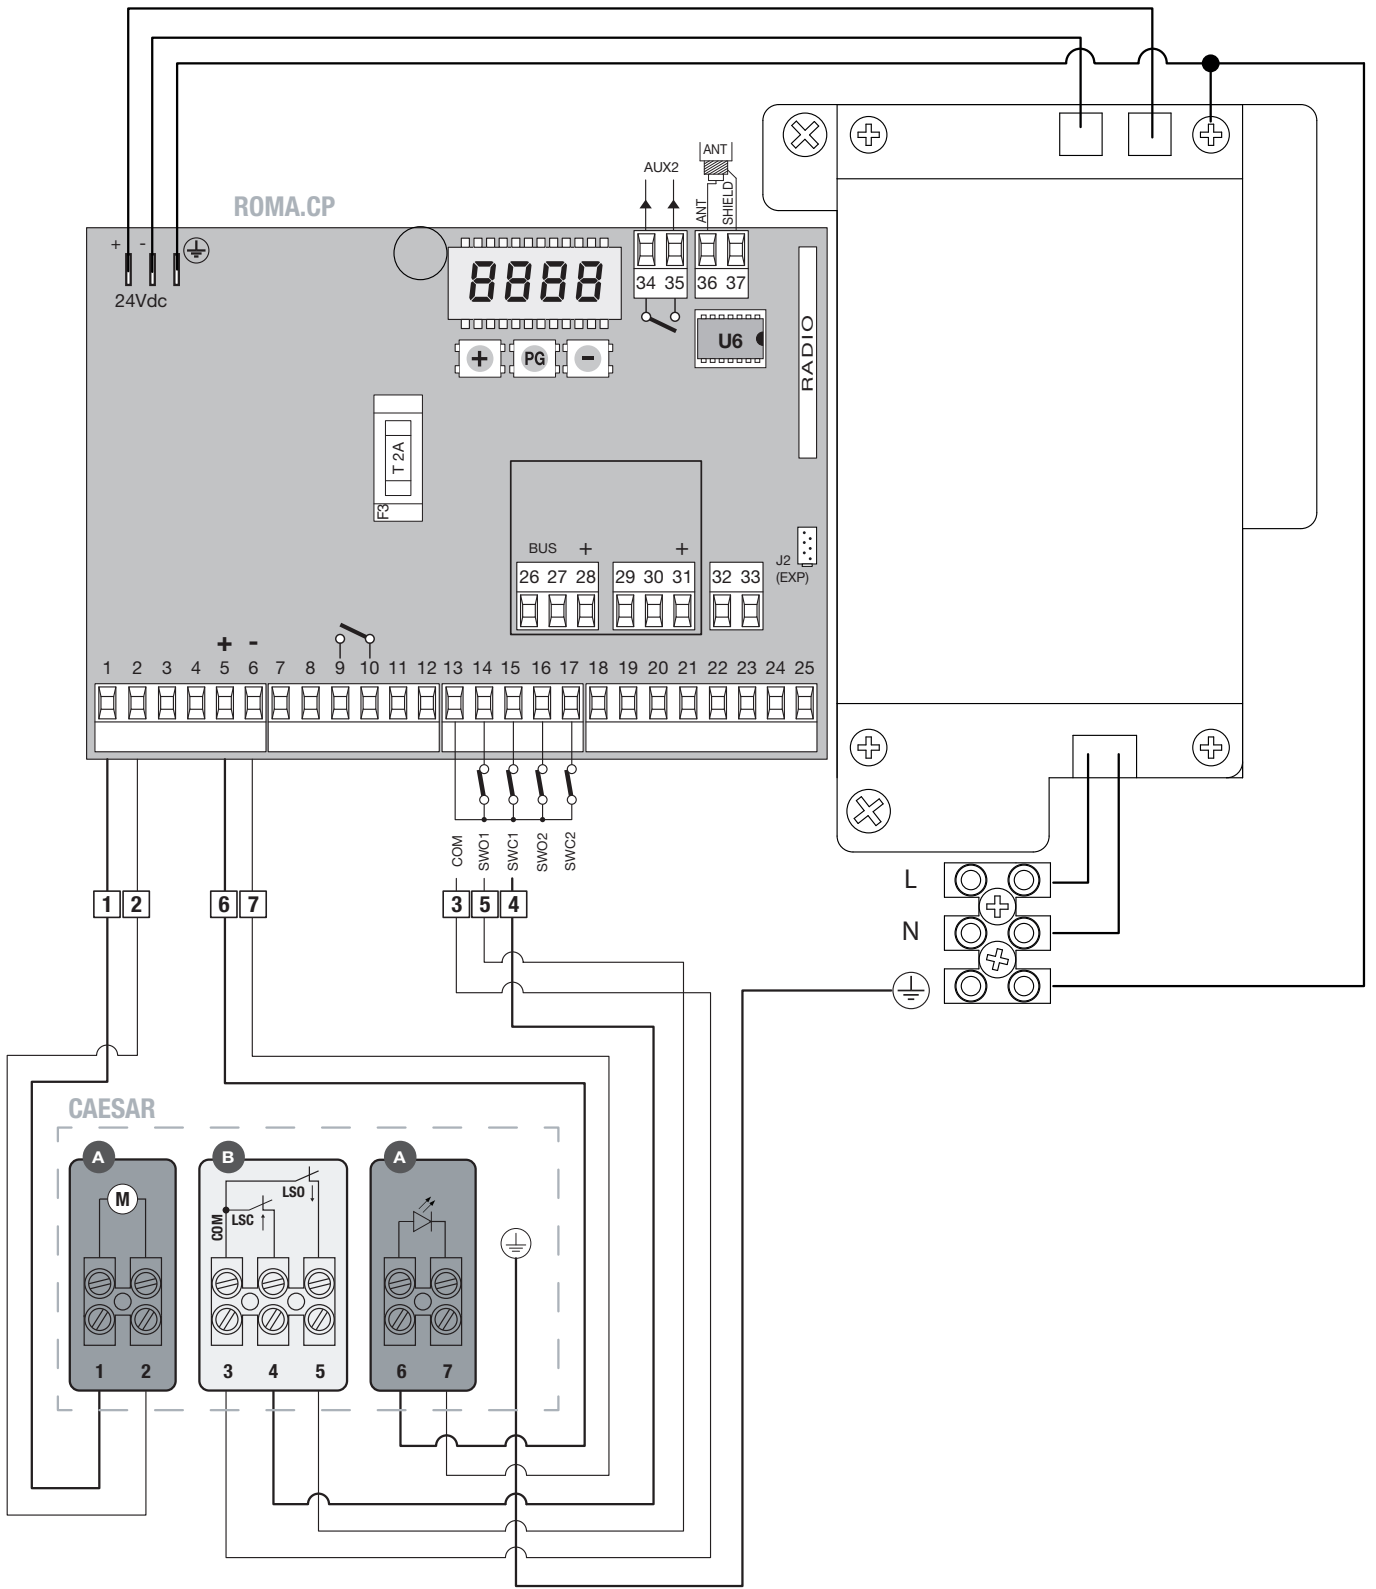 ANT
AUX2
ANT
SHIELD
ROMA.CP
+ -
24Vdc
8888
34 35 36 37
+ PG -
U6
RADIO
T 2A
F3
BUS + +
J2
(EXP)
26 27 28 29 30 31 32 33
+ -
1 2 3 4 5 6 7 8 9 10 11 12 13 14 15 16 17 18 19 20 21 22 23 24 25
COM
SWO1
SWC1
SWO2
SWC2
L
1 2 6 7 3 5 4
N
CAESAR
A B A
M
LSO
LSC
COM
1 2 3 4 5 6 7